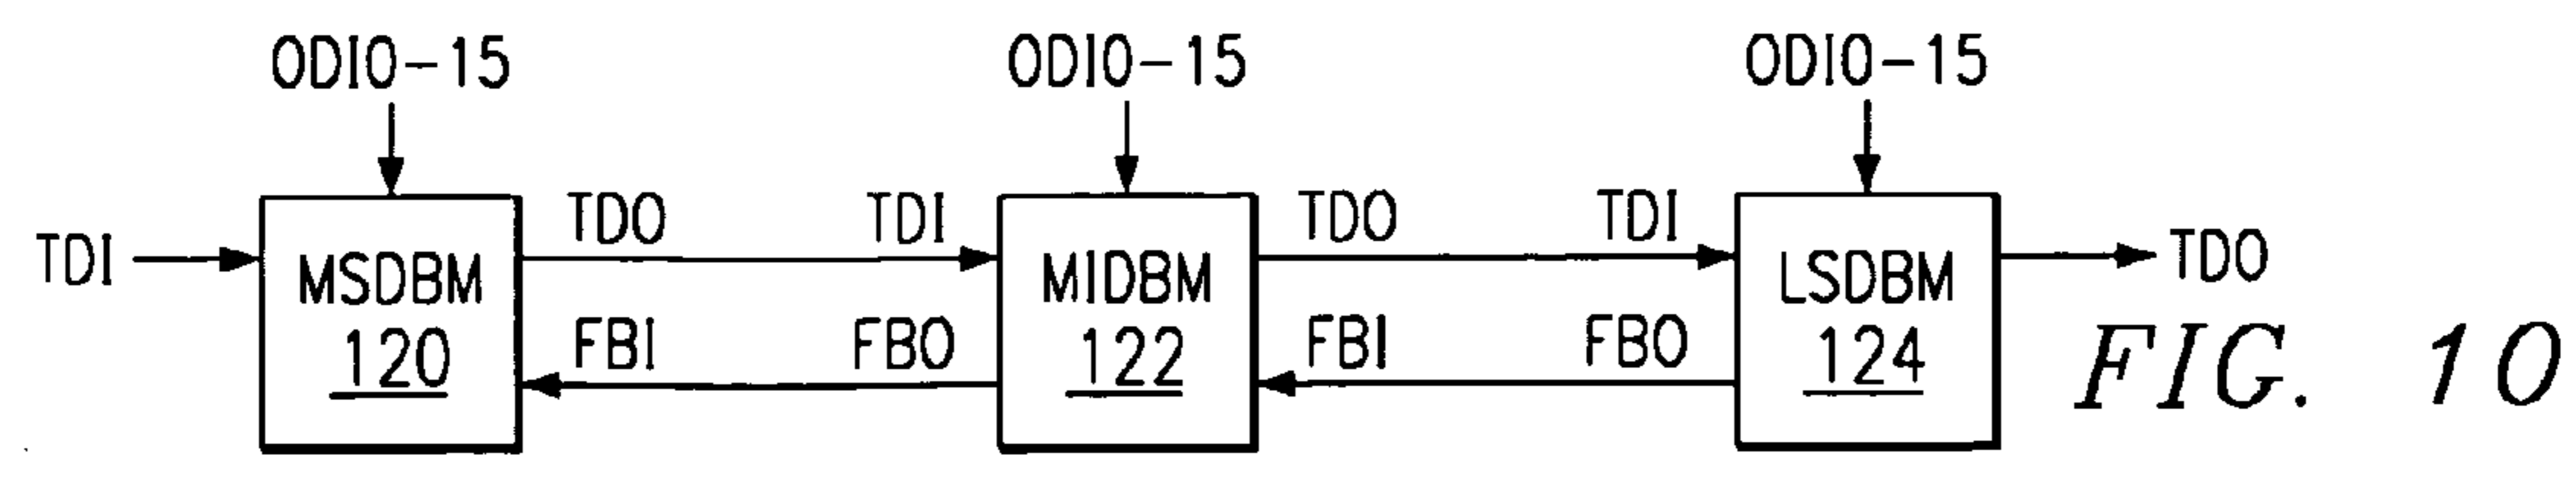 ODI0-15 ODI0-15 ODI0-15
TDI TDO TDI TDO TDI TDO
MSDBM MIDBM LSDBM
120 FBI FBO 122 FBI FBO 124
FIG. 10